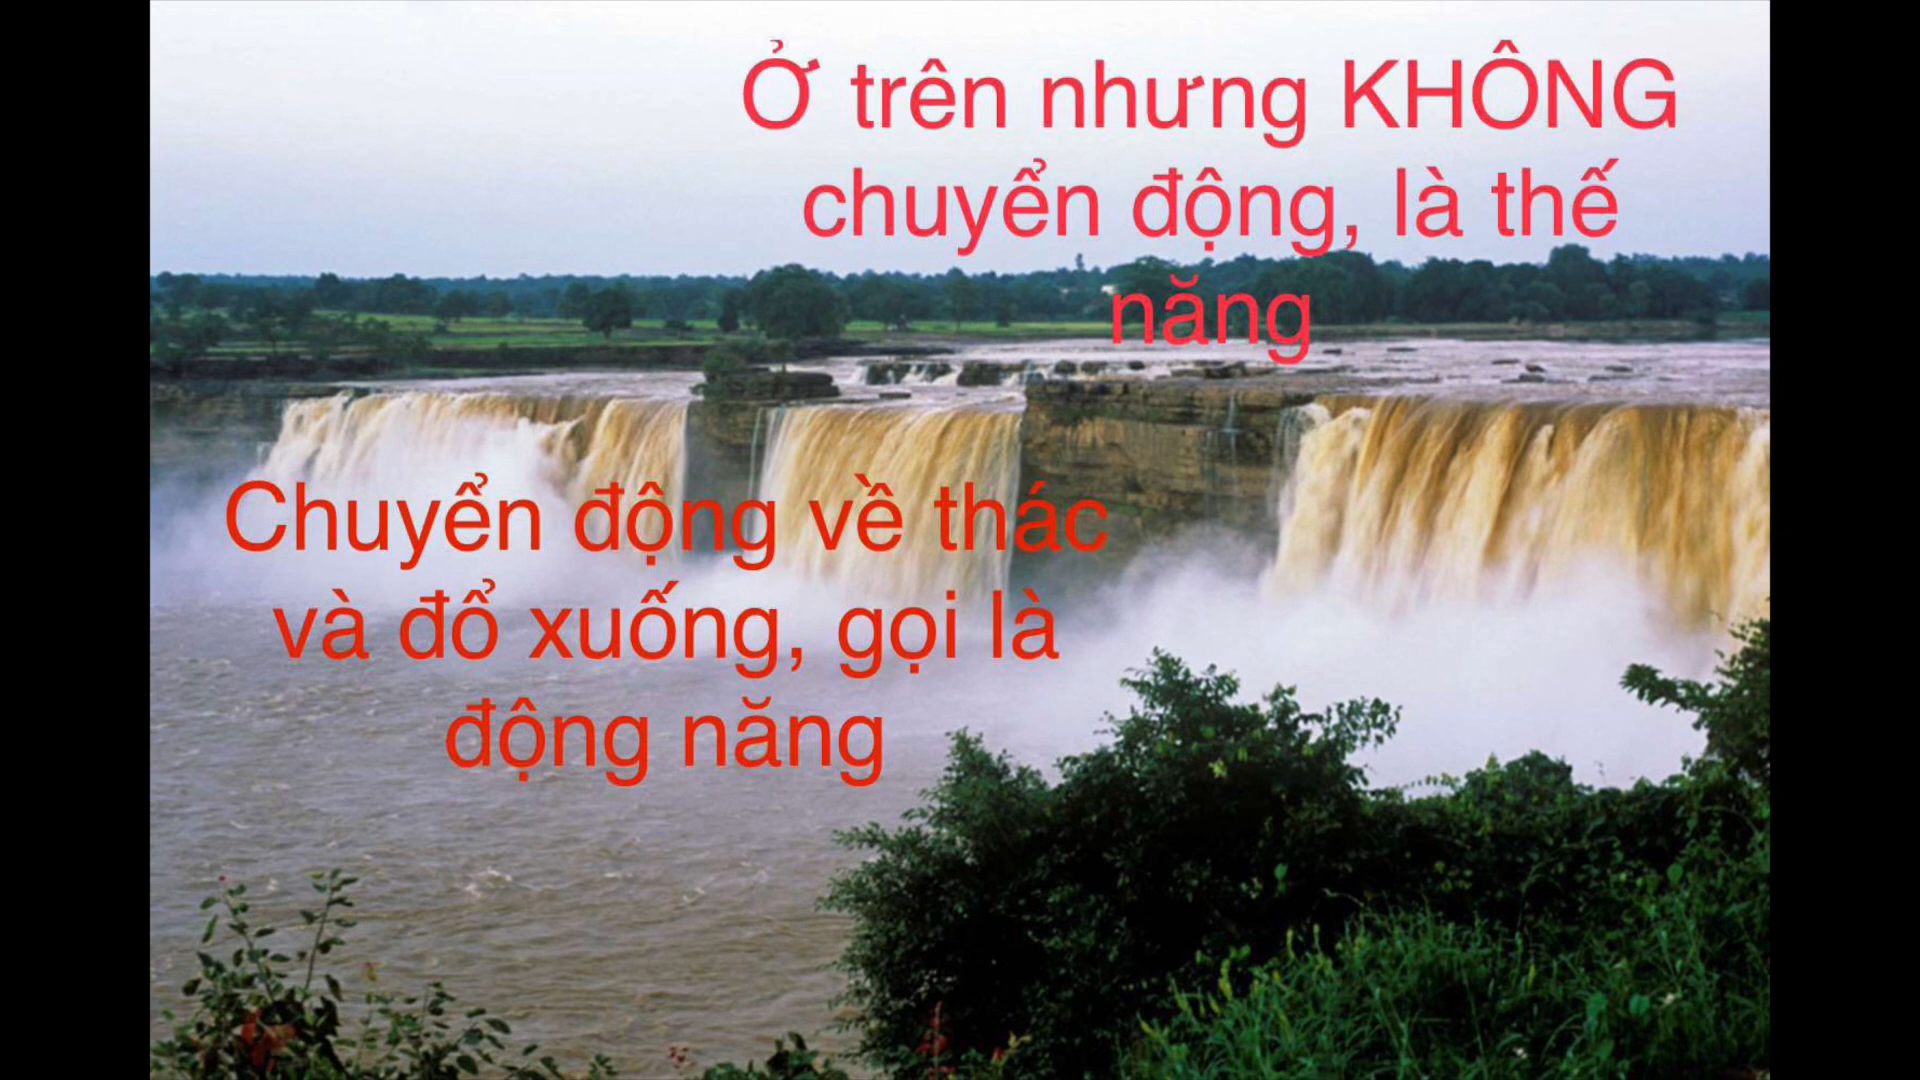 Ở trên nhưng KHÔNG
chuyển động, là thế
năng
Chuyển động về thác
và đổ xuống, gọi là
động năng